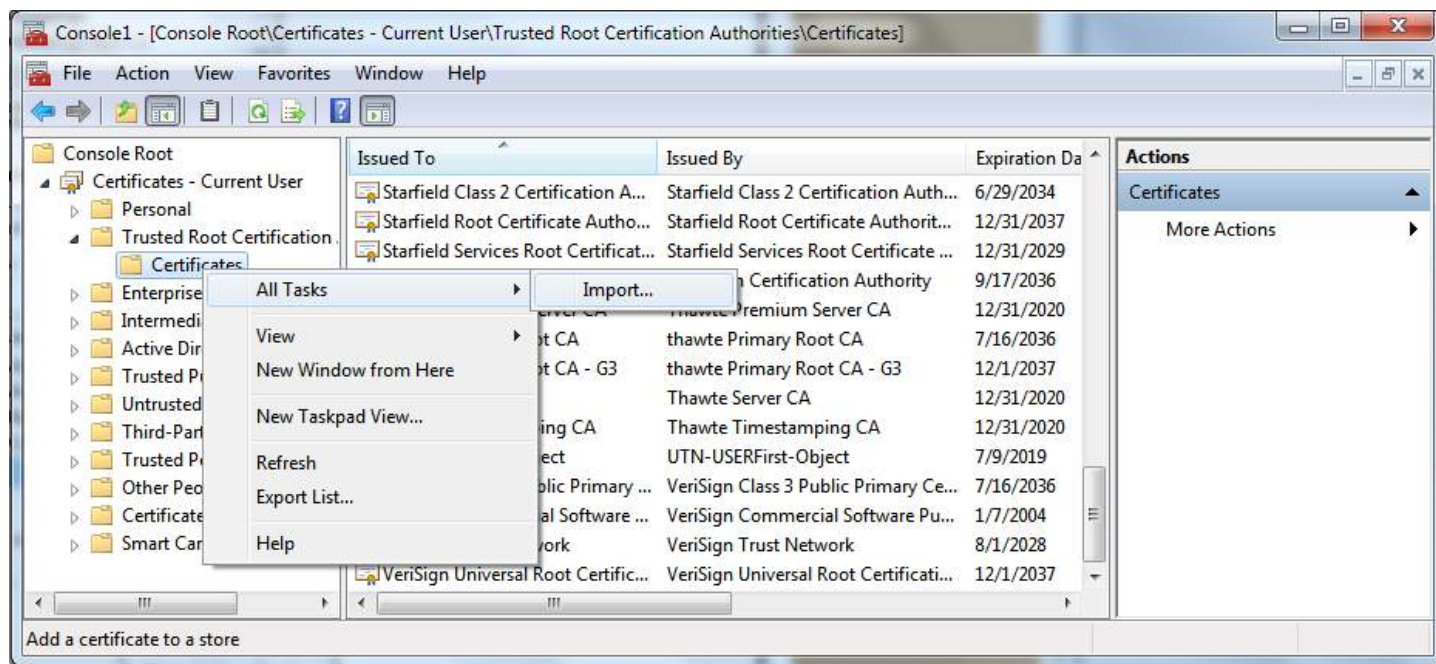 Console1 - [Console Root\Certificates - Current User\Trusted Root Certification Authorities\Certificates]
File Action View Favorites Window Help
Console Root
Certificates - Current User
Personal
Trusted Root Certification
Certificates
Enterprise
Intermedi
Active Dir
Trusted P
Untrusted
Third-Part
Trusted P
Other Peo
Certificate
Smart Car
All Tasks
View
New Window from Here
New Taskpad View...
Refresh
Export List...
Help
Import...
Issued To Issued By Expiration Da
Starfield Class 2 Certification A... Starfield Class 2 Certification Auth... 6/29/2034
Starfield Root Certificate Autho... Starfield Root Certificate Authorit... 12/31/2037
Starfield Services Root Certificat... Starfield Services Root Certificate ... 12/31/2029
Certification Authority 9/17/2036
CA Premium Server CA 12/31/2020
ot CA thawte Primary Root CA 7/16/2036
ot CA - G3 thawte Primary Root CA - G3 12/1/2037
Thawte Server CA 12/31/2020
ing CA Thawte Timestamping CA 12/31/2020
ect UTN-USERFirst-Object 7/9/2019
blic Primary ... VeriSign Class 3 Public Primary Ce... 7/16/2036
al Software ... VeriSign Commercial Software Pu... 1/7/2004
ork VeriSign Trust Network 8/1/2028
VeriSign Universal Root Certific... VeriSign Universal Root Certificati... 12/1/2037
Actions
Certificates
More Actions
Add a certificate to a store